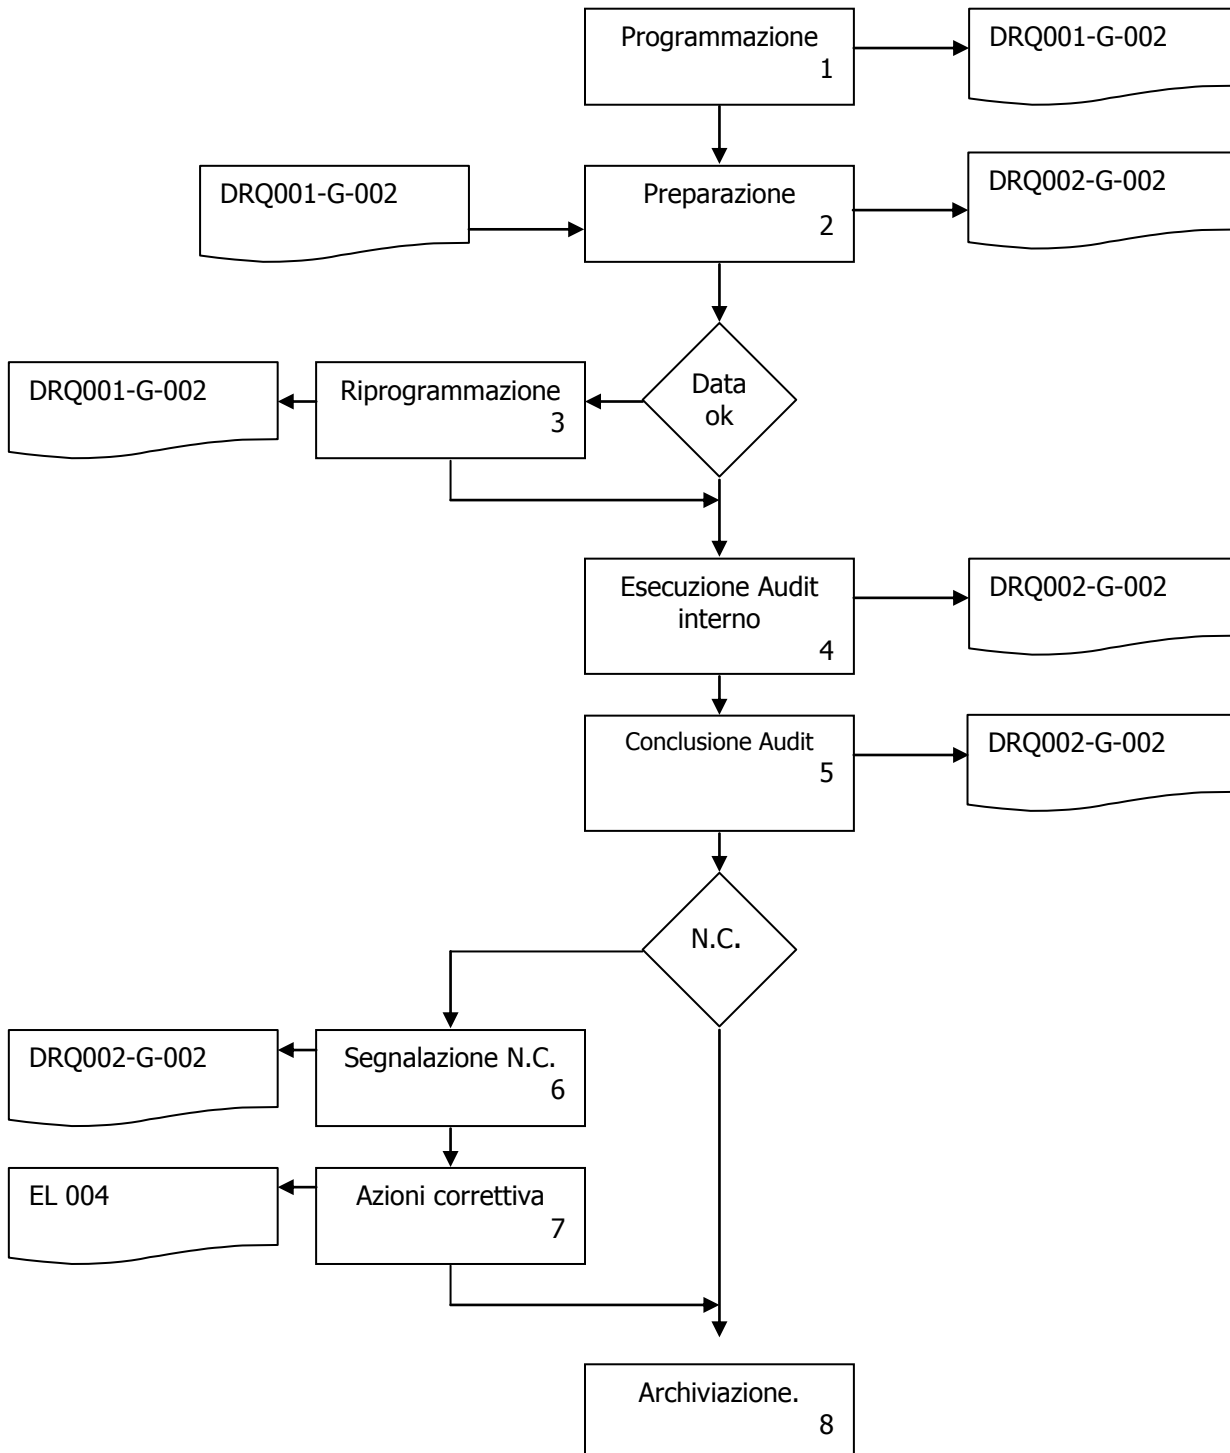 Programmazione
1
DRQ001-G-002
DRQ001-G-002
Preparazione
2
DRQ002-G-002
DRQ001-G-002
Riprogrammazione
3
Data
ok
Esecuzione Audit
interno
4
DRQ002-G-002
Conclusione Audit
5
DRQ002-G-002
N.C.
DRQ002-G-002
Segnalazione N.C.
6
EL 004
Azioni correttiva
7
Archiviazione.
8